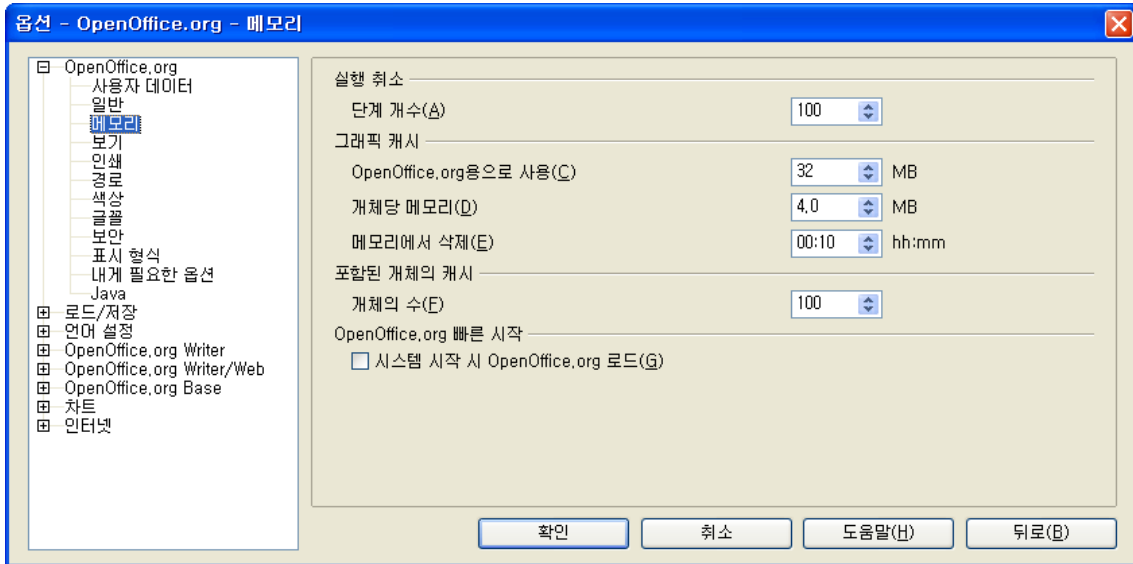 옵션 - OpenOffice.org - 메모리
OpenOffice.org
사용자 데이터
일반
메모리
보기
인쇄
경로
색상
글꼴
보안
표시 형식
내게 필요한 옵션
Java
로드/저장
언어 설정
OpenOffice.org Writer
OpenOffice.org Writer/Web
OpenOffice.org Base
차트
인터넷
실행 취소
단계 개수(A) 100
그래픽 캐시
OpenOffice.org용으로 사용(C) 32 MB
개체당 메모리(D) 4.0 MB
메모리에서 삭제(E) 00:10 hh:mm
포함된 개체의 캐시
개체의 수(F) 100
OpenOffice.org 빠른 시작
시스템 시작 시 OpenOffice.org 로드(G)
확인 취소 도움말(H) 뒤로(B)